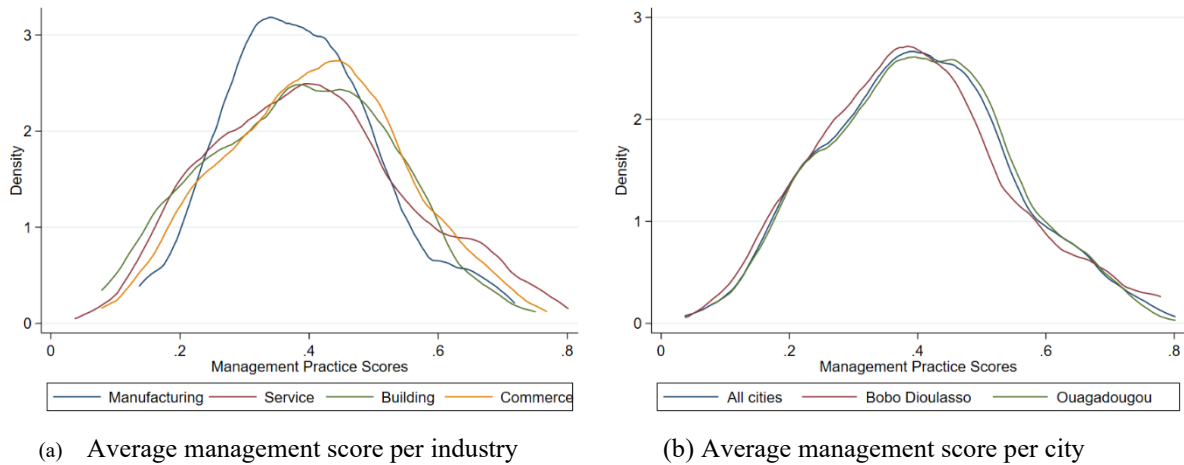 3
2
1
0
Density
0 .2 .4 .6 .8
Management Practice Scores
Manufacturing Service Building Commerce
(a) Average management score per industry
3
2
1
0
Density
0 .2 .4 .6 .8
Management Practice Scores
All cities Bobo Dioulasso Ouagadougou
(b) Average management score per city